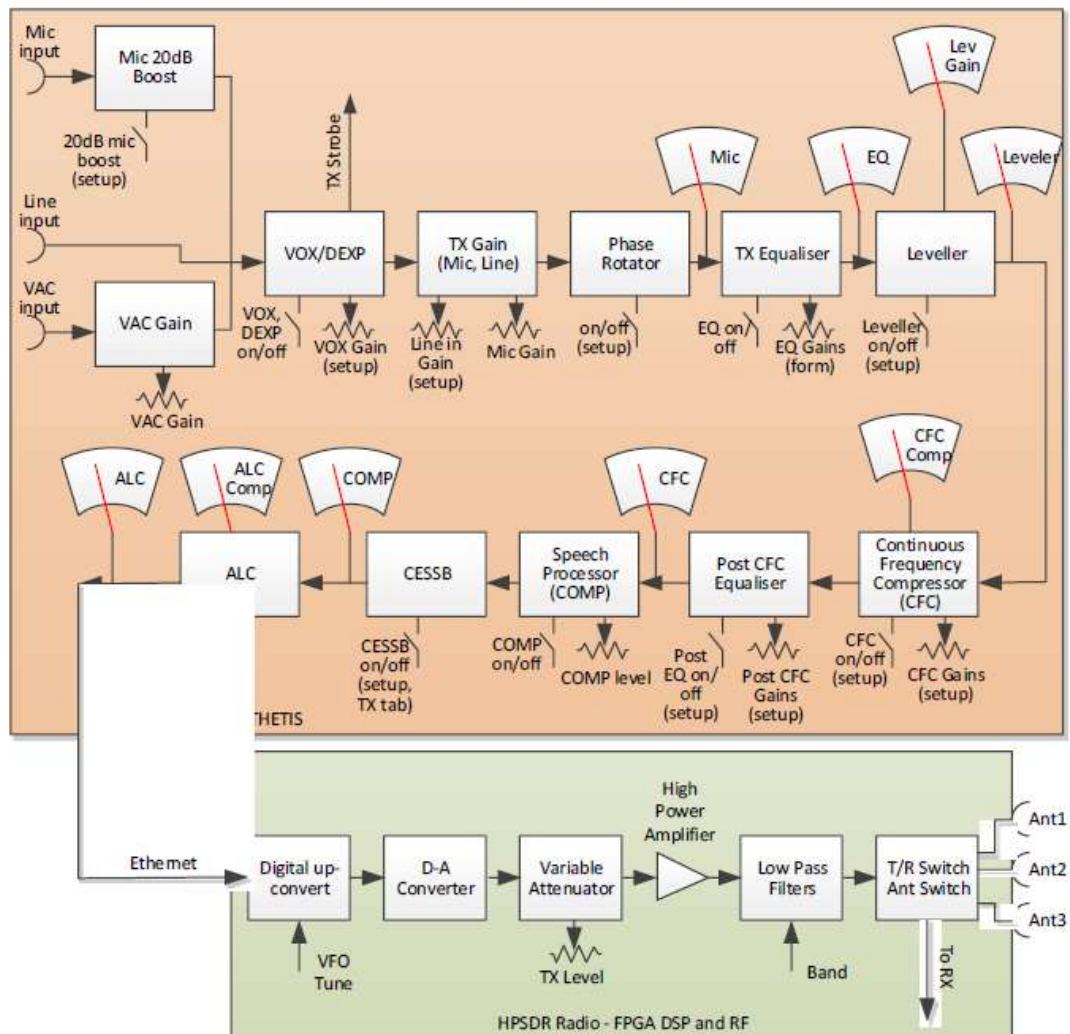 Mic
input
Mic 20dB
Boost
20dB mic
boost
(setup)
Line
input
VAC
input
VAC Gain
VAC Gain
TX Strobe
VOX/DEXP
VOX,
DEXP
on/off
VOX Gain
(setup)
TX Gain
(Mic, Line)
Line in
Gain
(setup)
Mic Gain
Phase
Rotator
on/off
(setup)
Mic
TX Equaliser
EQ on/
off
EQ Gains
(form)
EQ
Lev
Gain
Leveler
Leveller
Leveller
on/off
(setup)
ALC
ALC
Comp
COMP
CFC
CFC
Comp
ALC
CESSB
CESSB
on/off
(setup,
TX tab)
Speech
Processor
(COMP)
COMP
on/off
COMP level
Post CFC
Equaliser
Post
EQ on/
off
(setup)
Post CFC
Gains
(setup)
Continuous
Frequency
Compressor
(CFC)
CFC
on/off
(setup)
CFC Gains
(setup)
THETIS
Ethernet
Digital up-
convert
VFO
Tune
D-A
Converter
Variable
Attenuator
TX Level
High
Power
Amplifier
Low Pass
Filters
Band
T/R Switch
Ant Switch
Ant1
Ant2
Ant3
To RX
HPSDR Radio - FPGA DSP and RF